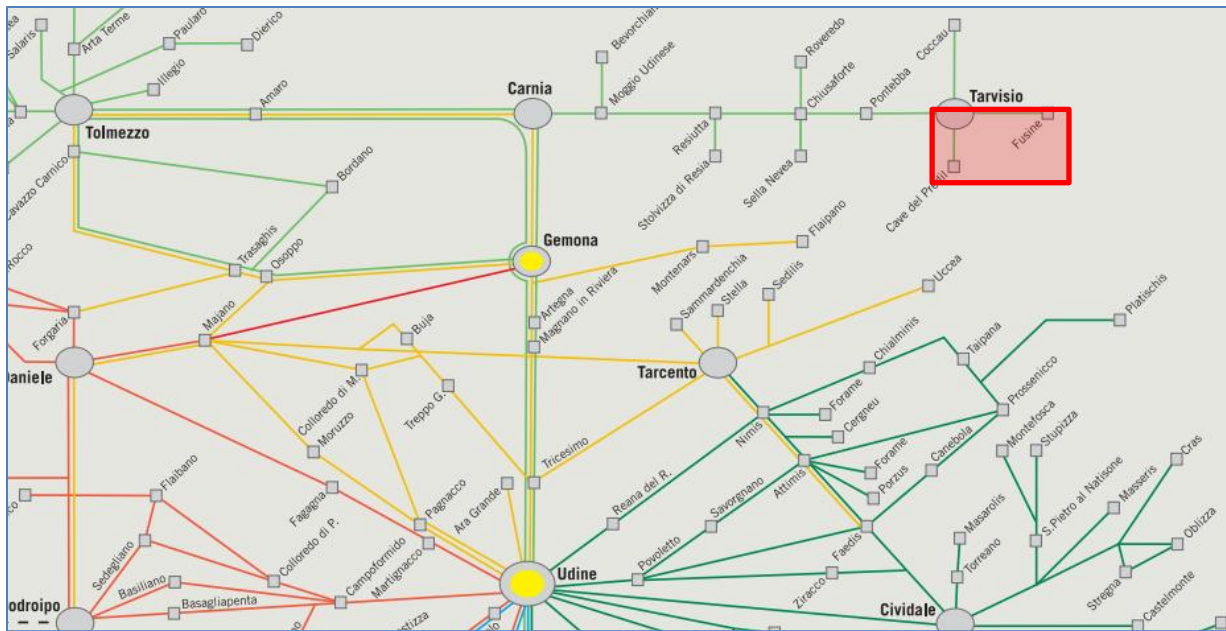 Salaris
Arta Terme
Paularo
Dierico
Illegio
Tolmezzo
Amaro
Carnia
Bevorchian
Moggio Udinese
Resiutta
Stolvizza di Resia
Roveredo
Chiusaforte
Sella Nevea
Pontebba
Coccau
Tarvisio
Fusine
Cave del Predil
Cavazzo Carnico
Bordano
Trasaghis
Osoppo
Gemona
Artegna
Magnano in Riviera
Montenars
Flaipano
Rocco
Forgaria
Majano
Buja
Sammardenchia
Stella
Sedilis
Uccea
Platischis
Daniele
Colloredo di M.
Treppo G.
Moruzzo
Tarcento
Chialminis
Taipana
Prossenicco
Nimis
Forame
Cergneu
Attimis
Forame
Porzus
Canebola
Montefosca
Stupizza
Cras
Tricesimo
Reana del R.
Savorgnano
Flaibano
Fagagna
Pagnacco
Ara Grande
Faedis
Masarolis
S.Pietro al Natisone
Masseris
Sedegliano
Colloredo di P.
Campoformido
Martignacco
Udine
Povoletto
Ziracco
Torreano
Oblizza
Stregna
Basiliano
Basagliapenta
odroipo
Cividale
Castelmonte